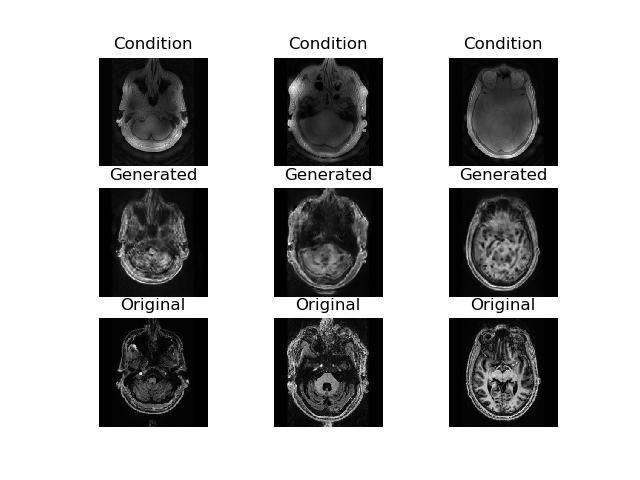 Condition Condition Condition
Generated Generated Generated
Original Original Original